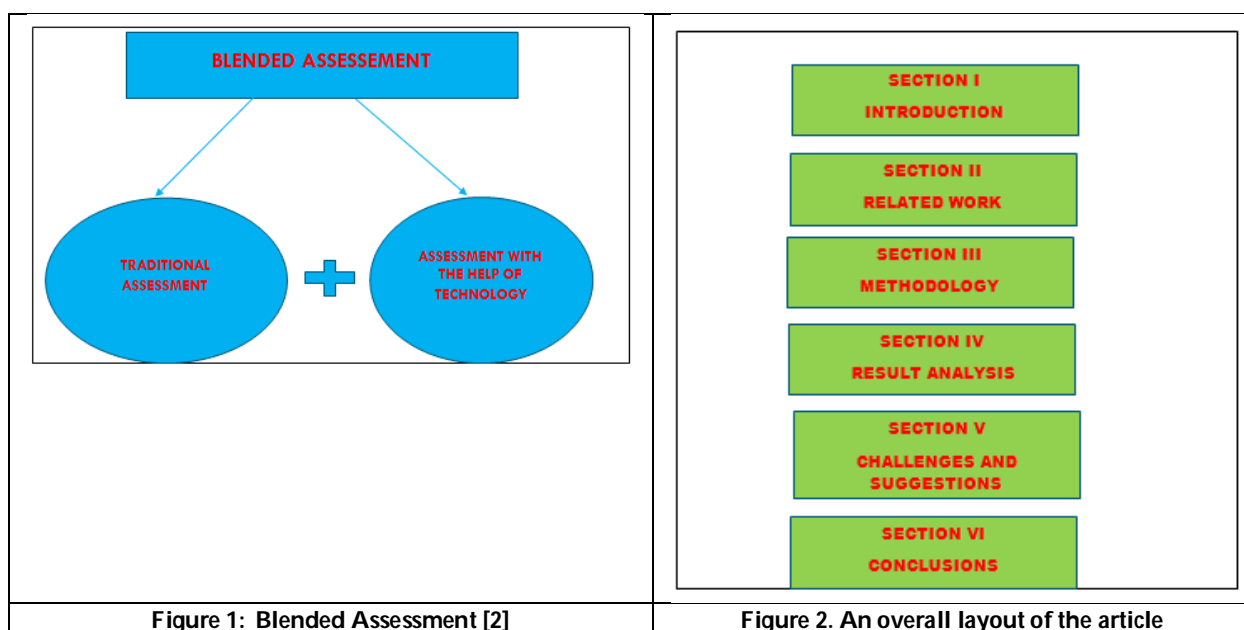 BLENDED ASSESSEMENT
TRADITIONAL
ASSESSMENT
ASSESSMENT WITH
THE HELP OF
TECHNOLOGY
Figure 1: Blended Assessment [2]
SECTION I
INTRODUCTION
SECTION II
RELATED WORK
SECTION III
METHODOLOGY
SECTION IV
RESULT ANALYSIS
SECTION V
CHALLENGES AND
SUGGESTIONS
SECTION VI
CONCLUSIONS
Figure 2. An overall layout of the article